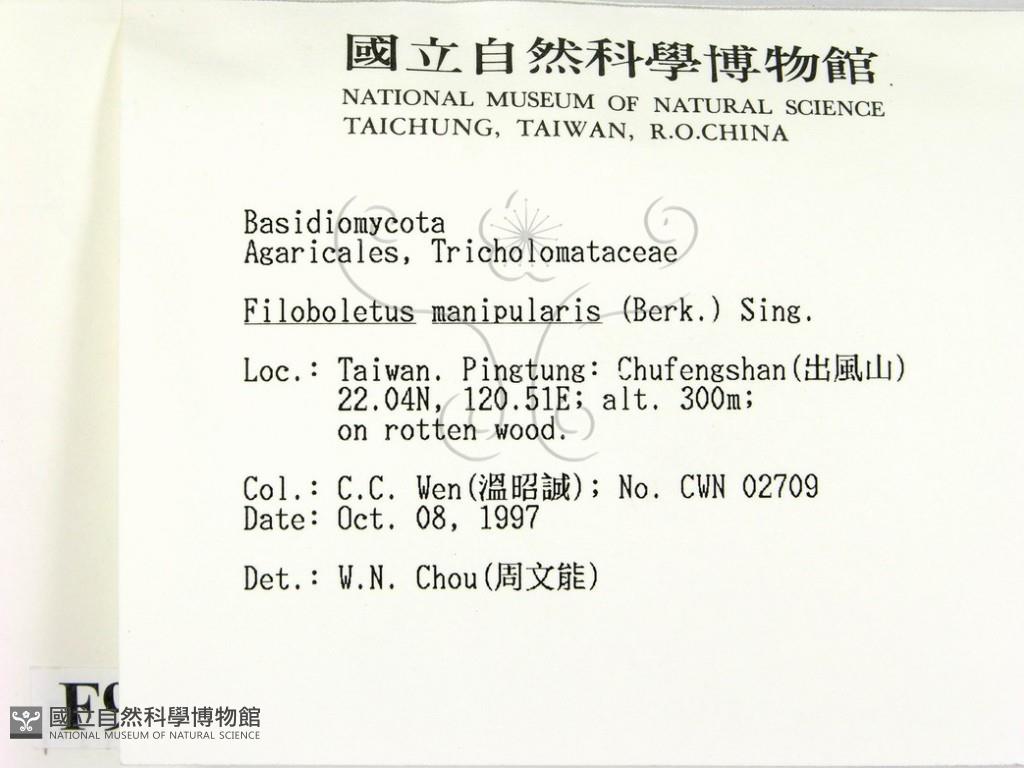 國立自然科學博物館
NATIONAL MUSEUM OF NATURAL SCIENCE
TAICHUNG, TAIWAN, R.O.CHINA
Basidiomycota
Agaricales, Tricholomataceae
Filoboletus manipularis (Berk.) Sing.
Loc.: Taiwan. Pingtung: Chufengshan(出風山)
22.04N, 120.51E; alt. 300m;
on rotten wood.
Col.: C.C. Wen(溫昭誠); No. CWN 02709
Date: Oct. 08, 1997
Det.: W.N. Chou(周文能)
國立自然科學博物館
NATIONAL MUSEUM OF NATURAL SCIENCE